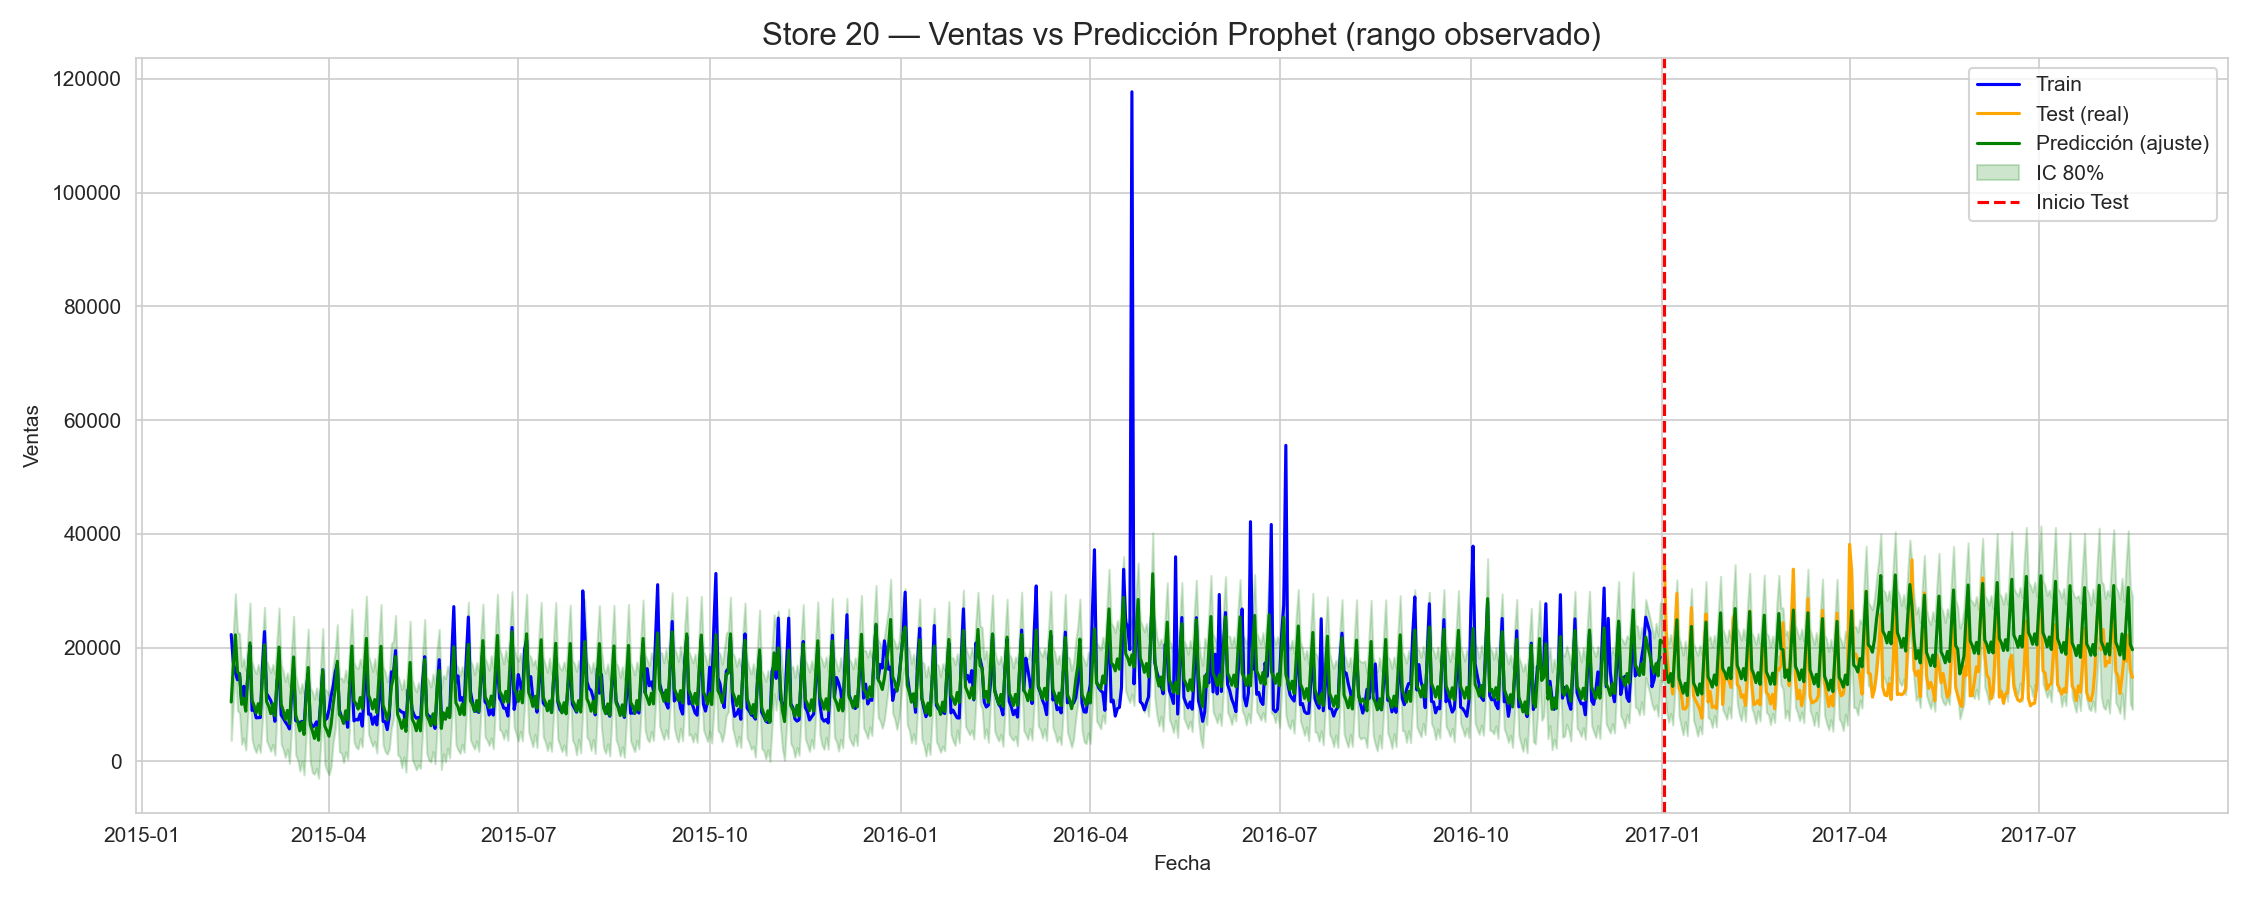 Store 20 — Ventas vs Predicción Prophet (rango observado)
120000
100000
80000
60000
40000
20000
0
Ventas
Train
Test (real)
Predicción (ajuste)
IC 80%
Inicio Test
2015-01
2015-04
2015-07
2015-10
2016-01
2016-04
2016-07
2016-10
2017-01
2017-04
2017-07
Fecha